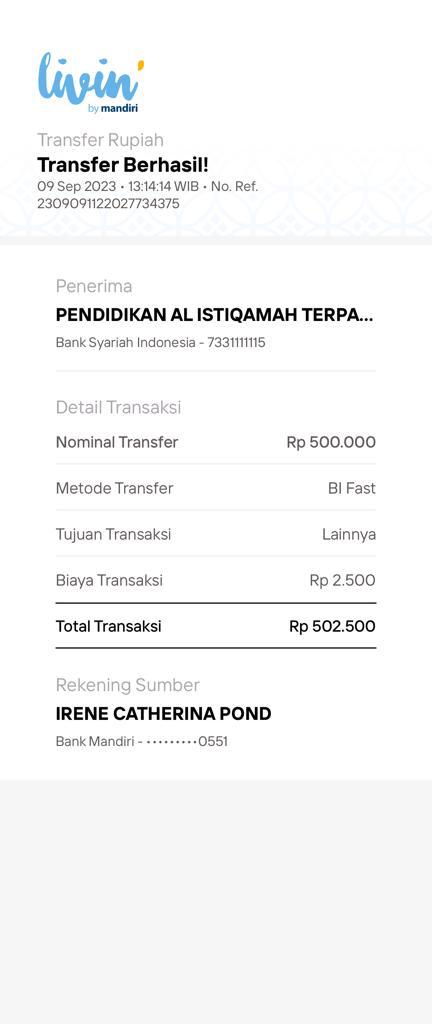 livin'
by mandiri
Transfer Rupiah
Transfer Berhasil!
09 Sep 2023 • 13:14:14 WIB • No. Ref.
2309091122027734375
Penerima
PENDIDIKAN AL ISTIQAMAH TERPA...
Bank Syariah Indonesia - 7331111115
Detail Transaksi
Nominal Transfer Rp 500.000
Metode Transfer BI Fast
Tujuan Transaksi Lainnya
Biaya Transaksi Rp 2.500
Total Transaksi Rp 502.500
Rekening Sumber
IRENE CATHERINA POND
Bank Mandiri - •••••••••0551